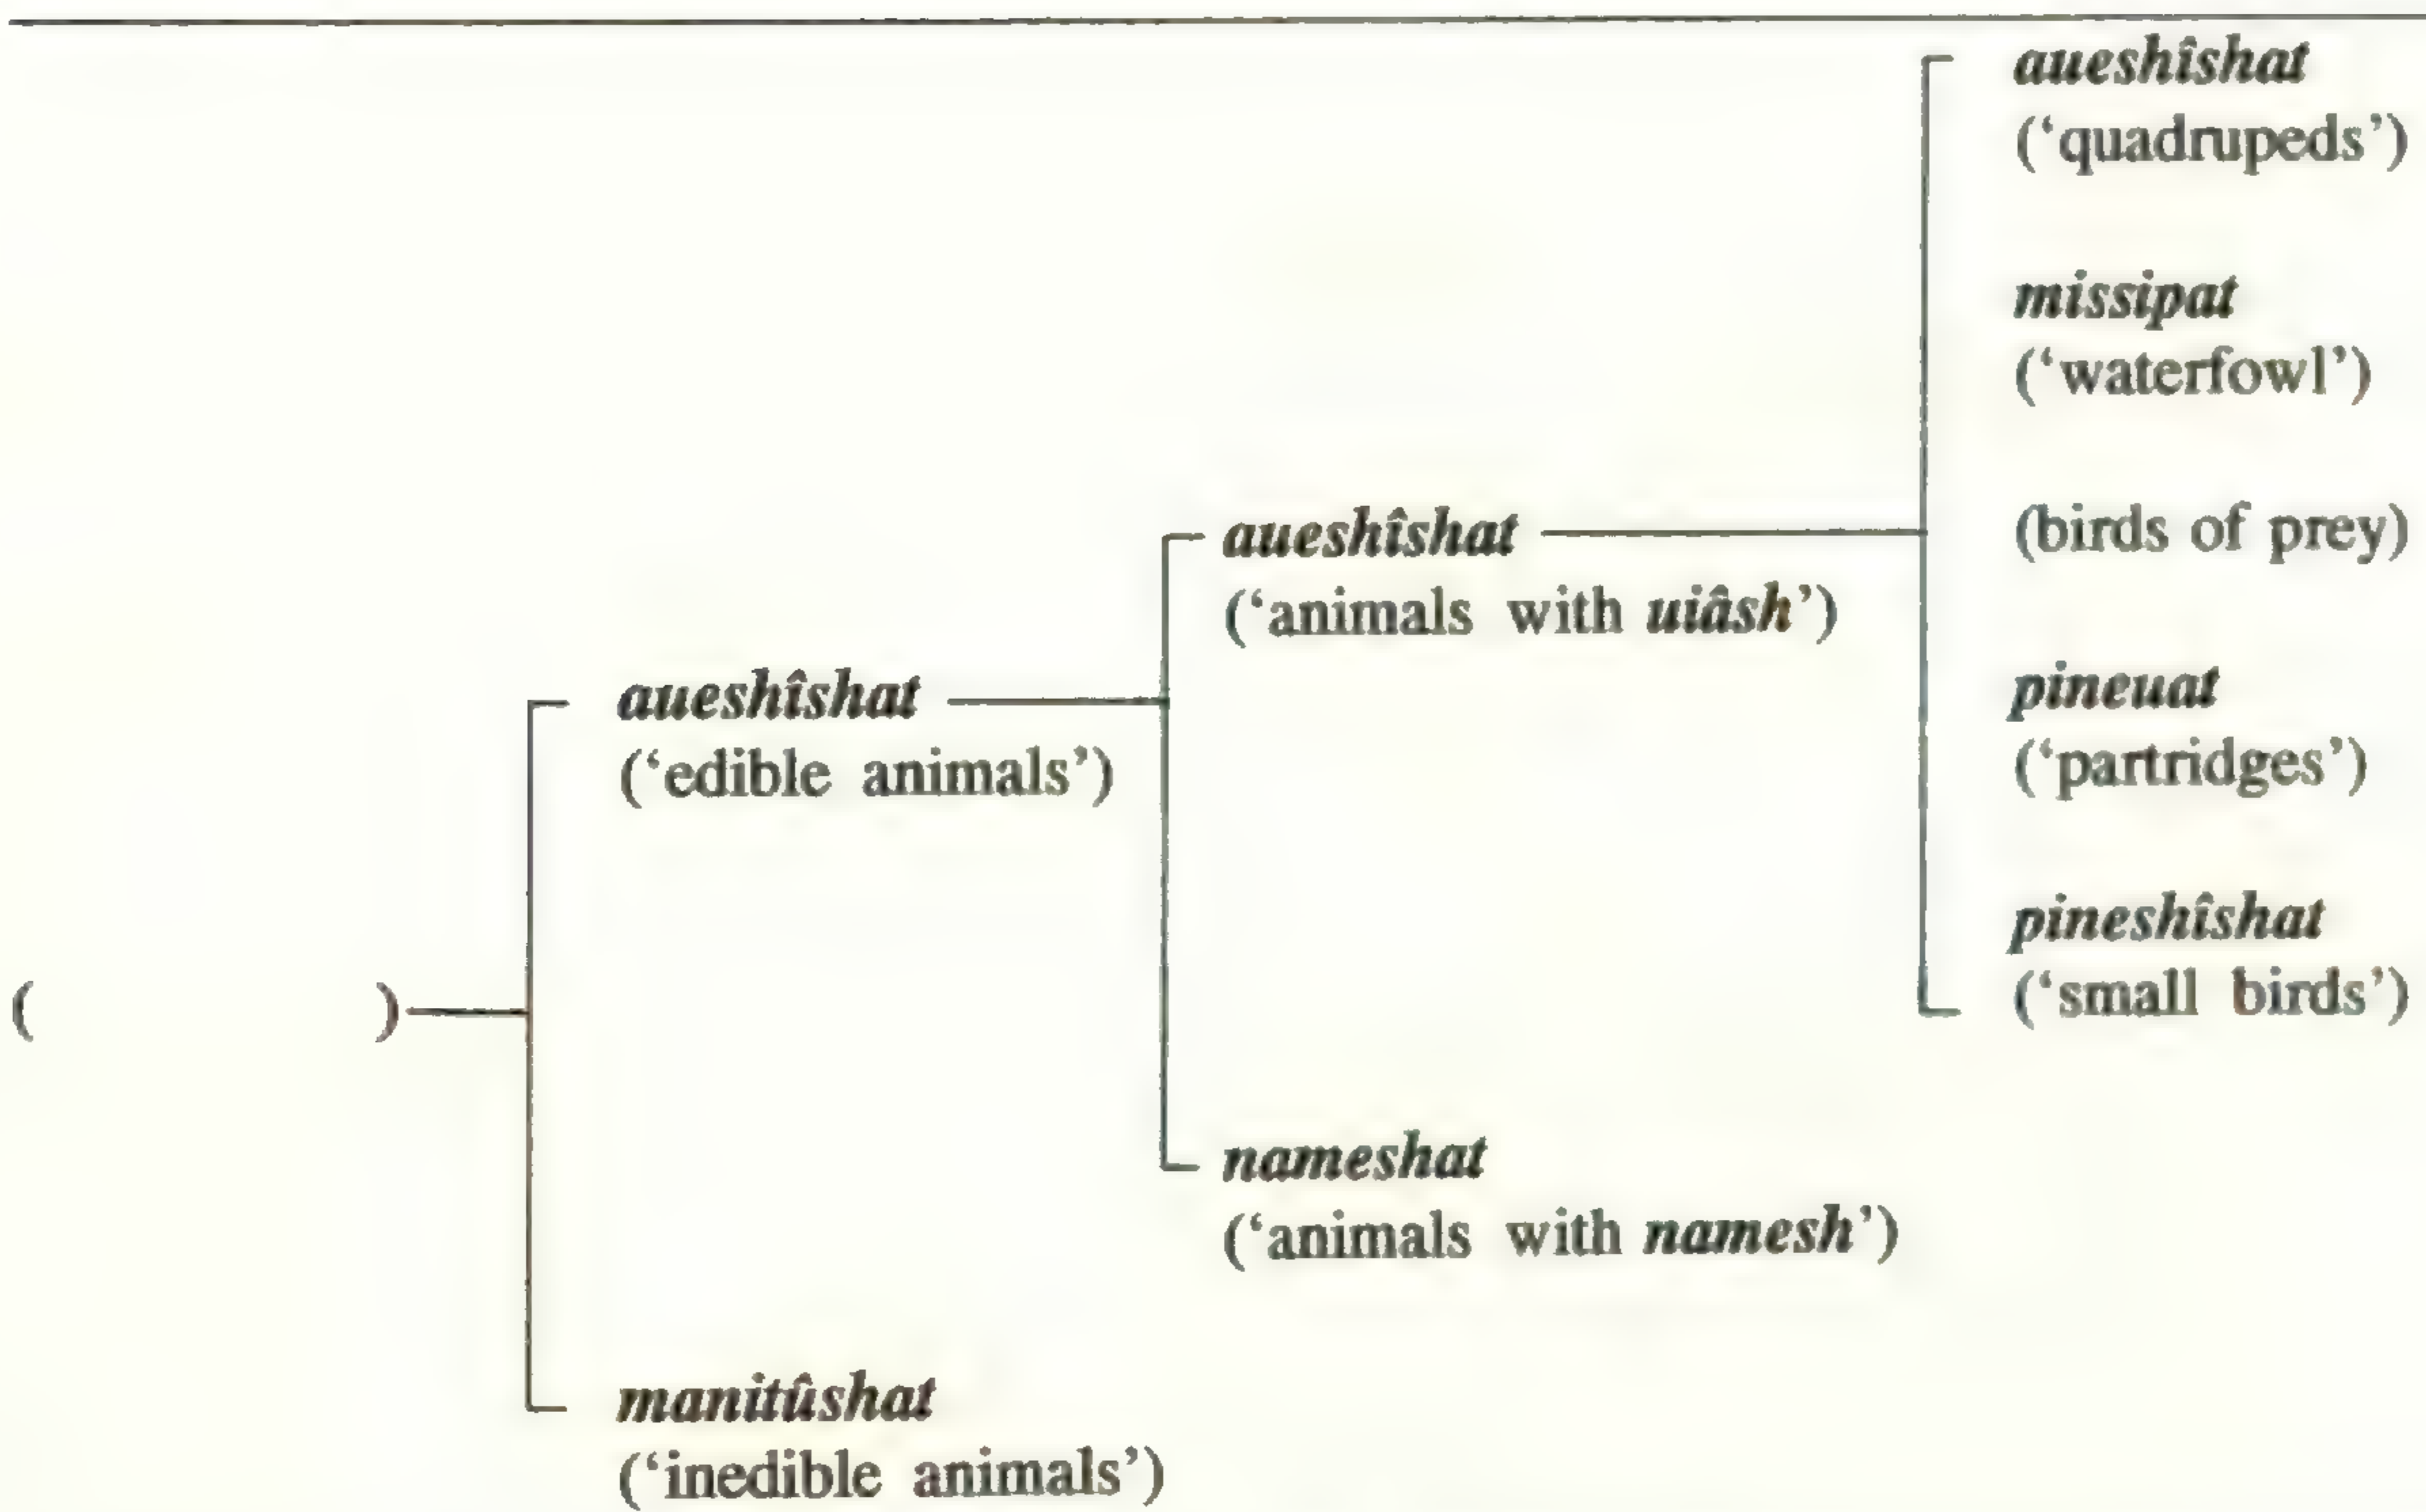 aueshîshat
('quadrupeds')
missipat
('waterfowl')
(birds of prey)
aueshîshat
('animals with uiâsh')
pineuat
('partridges')
aueshîshat
('edible animals')
pineshîshat
('small birds')
( )
nameshat
('animals with namesh')
manitûshat
('inedible animals')